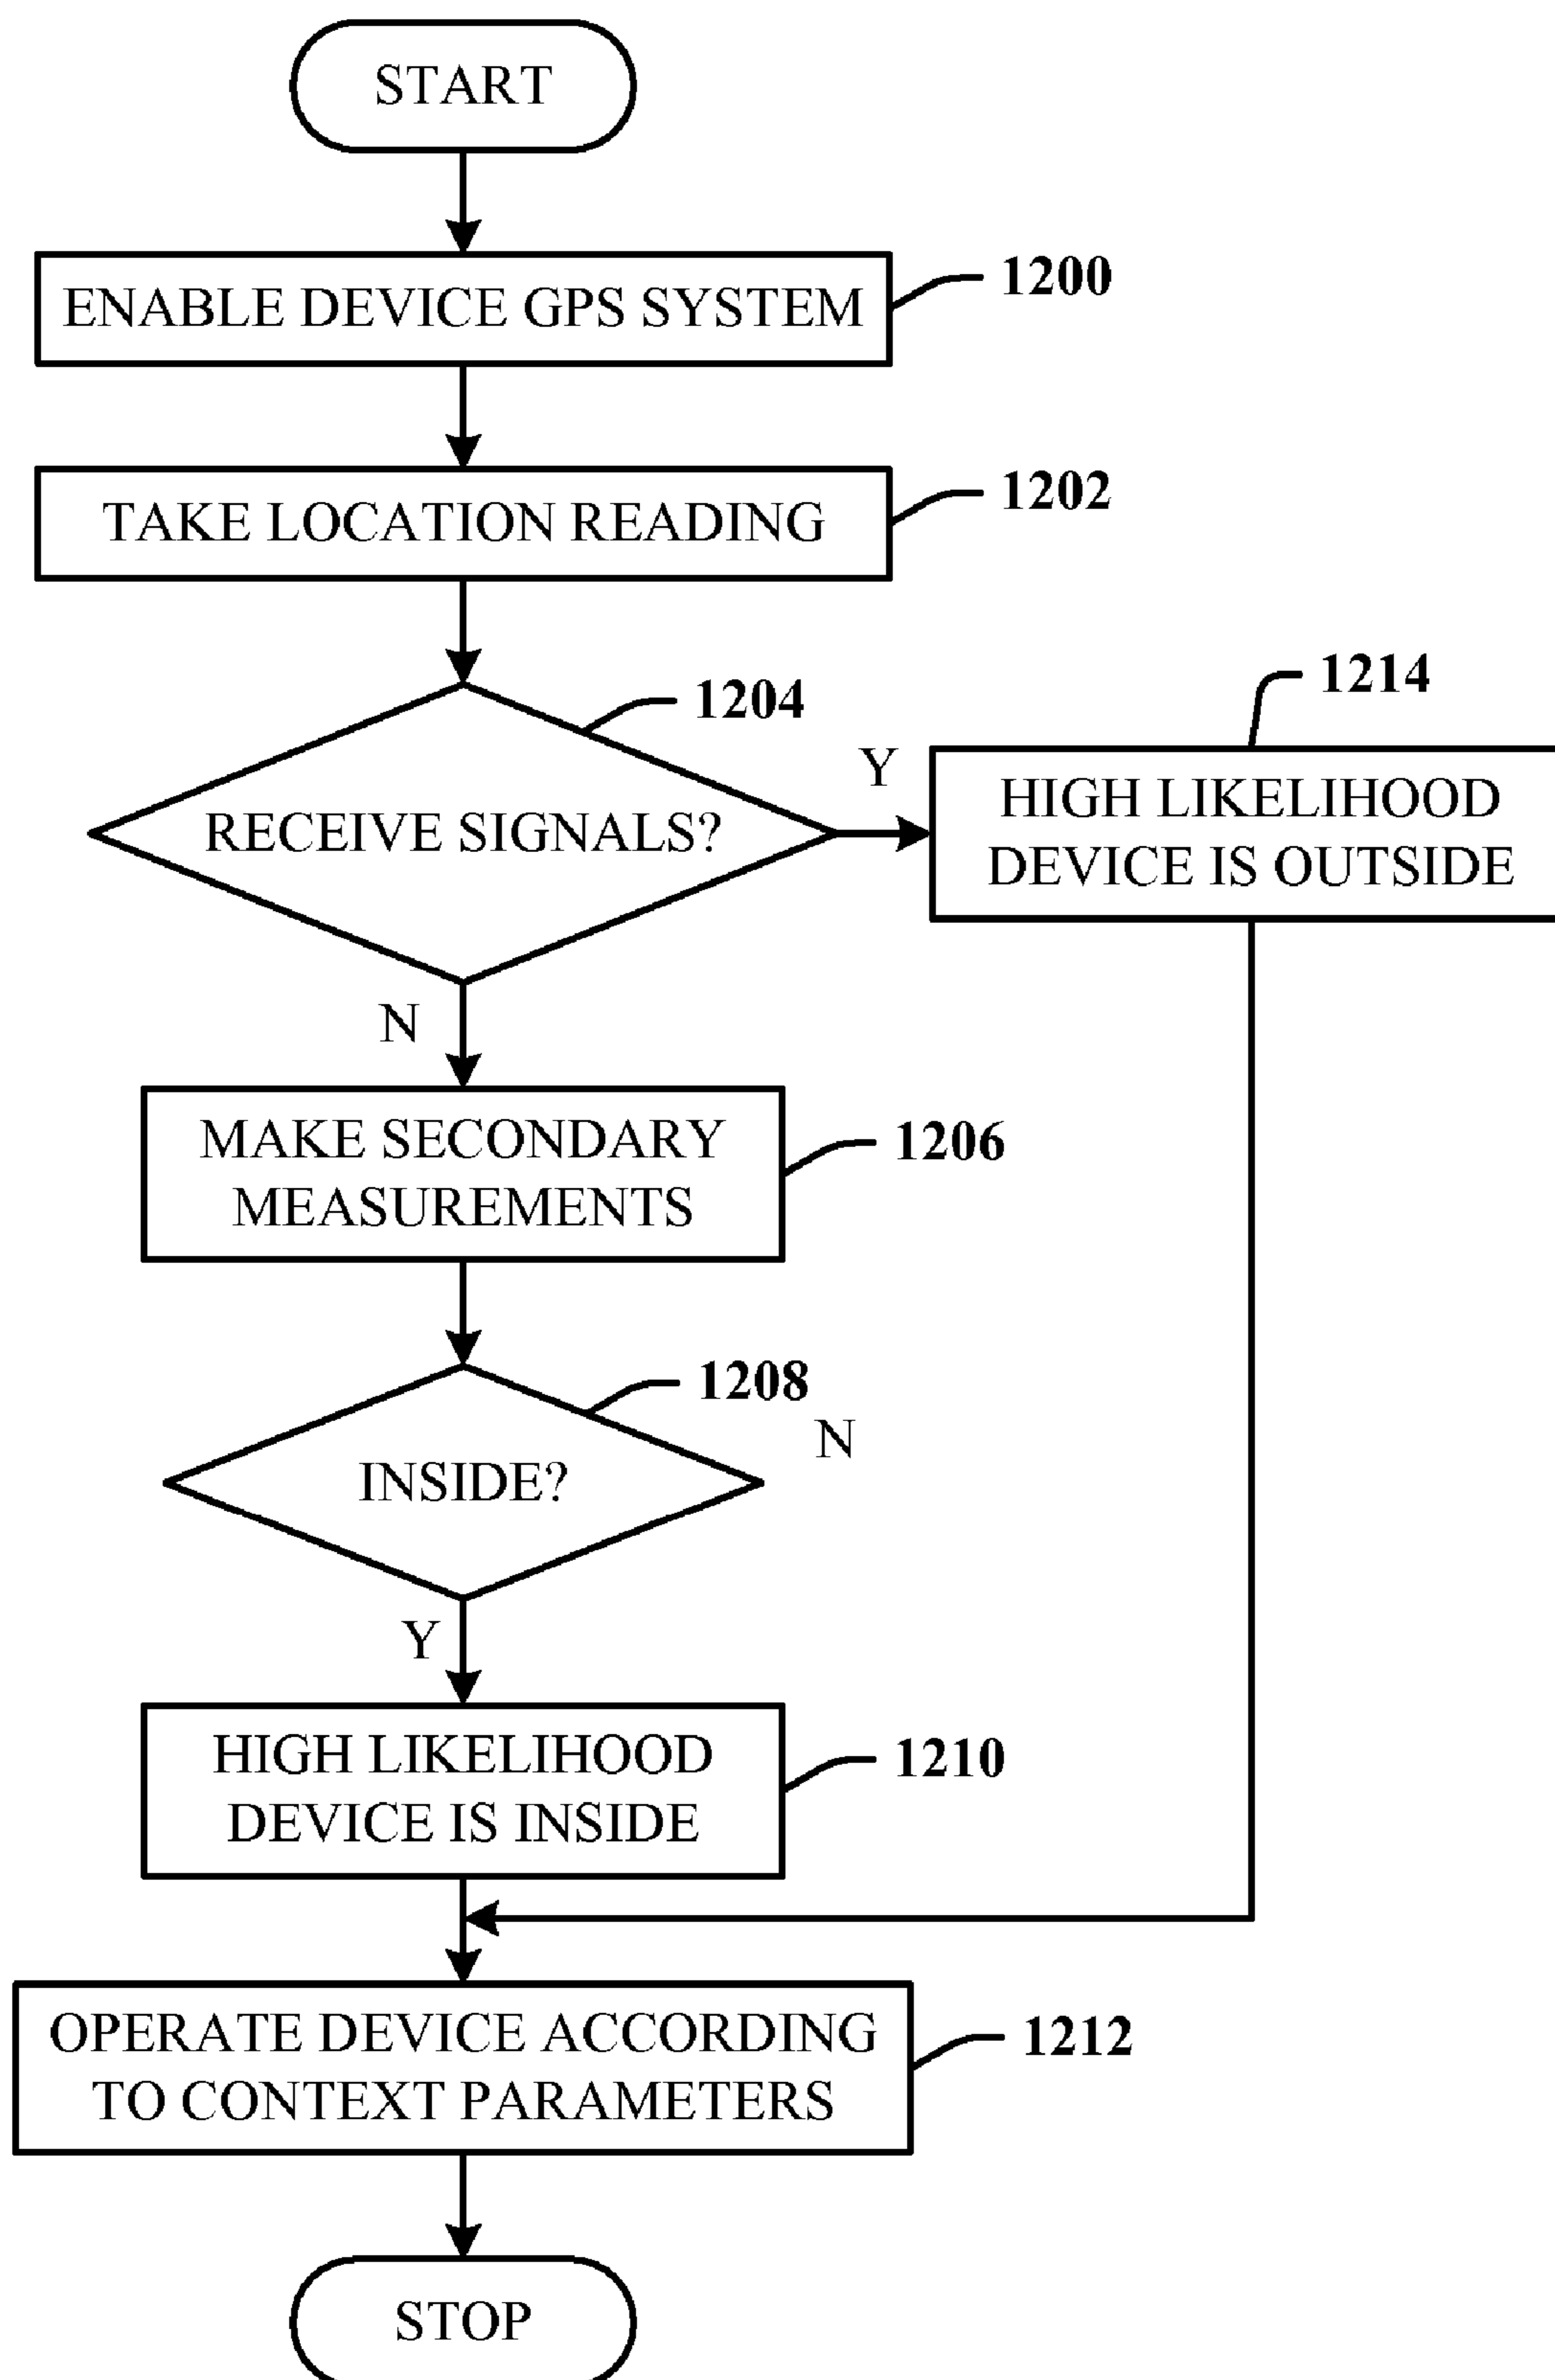 START
ENABLE DEVICE GPS SYSTEM
1200
TAKE LOCATION READING
1202
1204
RECEIVE SIGNALS?
Y
1214
HIGH LIKELIHOOD
DEVICE IS OUTSIDE
N
MAKE SECONDARY
MEASUREMENTS
1206
1208
INSIDE?
N
Y
HIGH LIKELIHOOD
DEVICE IS INSIDE
1210
OPERATE DEVICE ACCORDING
TO CONTEXT PARAMETERS
1212
STOP